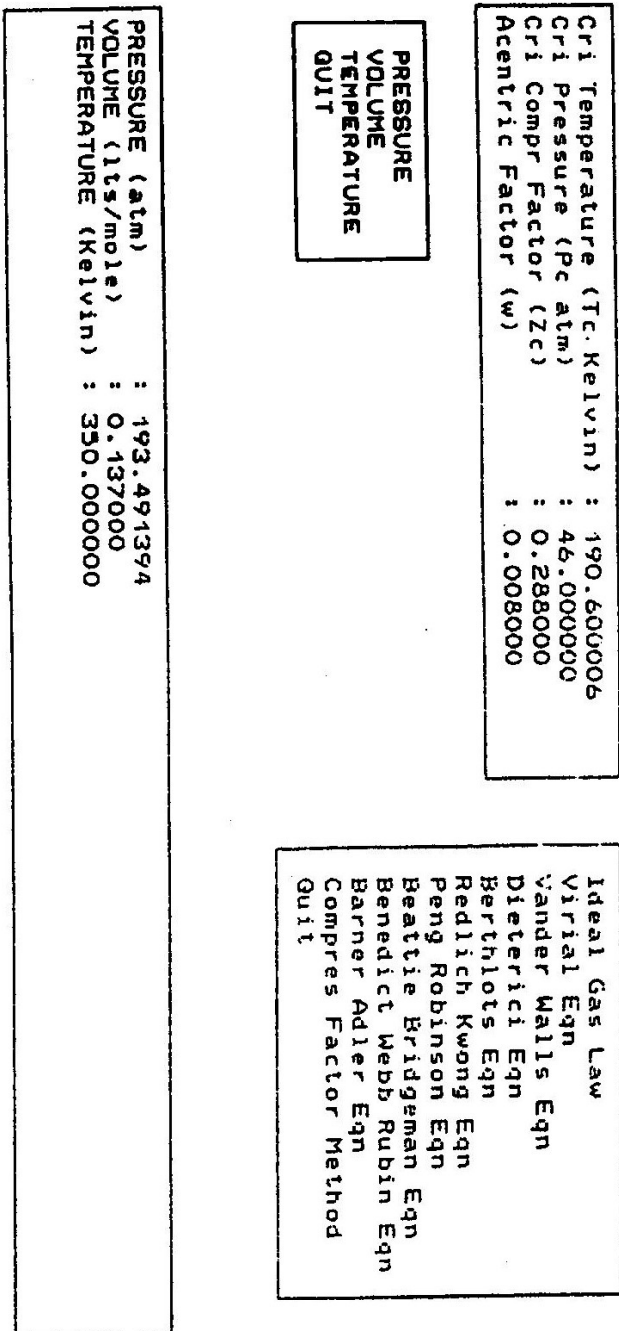 Cri Temperature (Tc.Kelvin) : 190.600006
Cri Pressure (Pc atm) : 46.000000
Cri Compr Factor (Zc) : 0.288000
Acentric Factor (w) : 0.008000
Ideal Gas Law
Virial Eqn
Vander Walls Eqn
Dieterici Eqn
Berthlots Eqn
Redlich Kwong Eqn
Peng Robinson Eqn
Beattie Bridgeman Eqn
Benedict Webb Rubin Eqn
Barner Adler Eqn
Compres Factor Method
Quit
PRESSURE
VOLUME
TEMPERATURE
QUIT
PRESSURE (atm) : 193.491394
VOLUME (lts/mole) : 0.137000
TEMPERATURE (Kelvin) : 350.000000